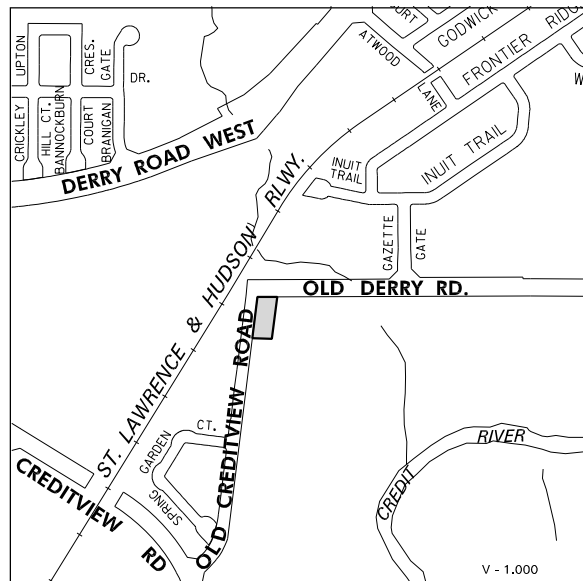 COURT
GODWICK
UPTON
CRES.
GATE
DR.
ATWOOD
FRONTIER RIDG
LANE
W
CRICKLEY
HILL CT.
BANNOCKBURN
COURT
BRANIGAN
DERRY ROAD WEST
INUIT
TRAIL
INUIT TRAIL
GAZETTE
GATE
ST. LAWRENCE & HUDSON RLWY.
OLD DERRY RD.
OLD CREDITVIEW ROAD
GARDEN
CT.
SPRING
CREDITVIEW
RD
CREDIT
RIVER
V - 1.000